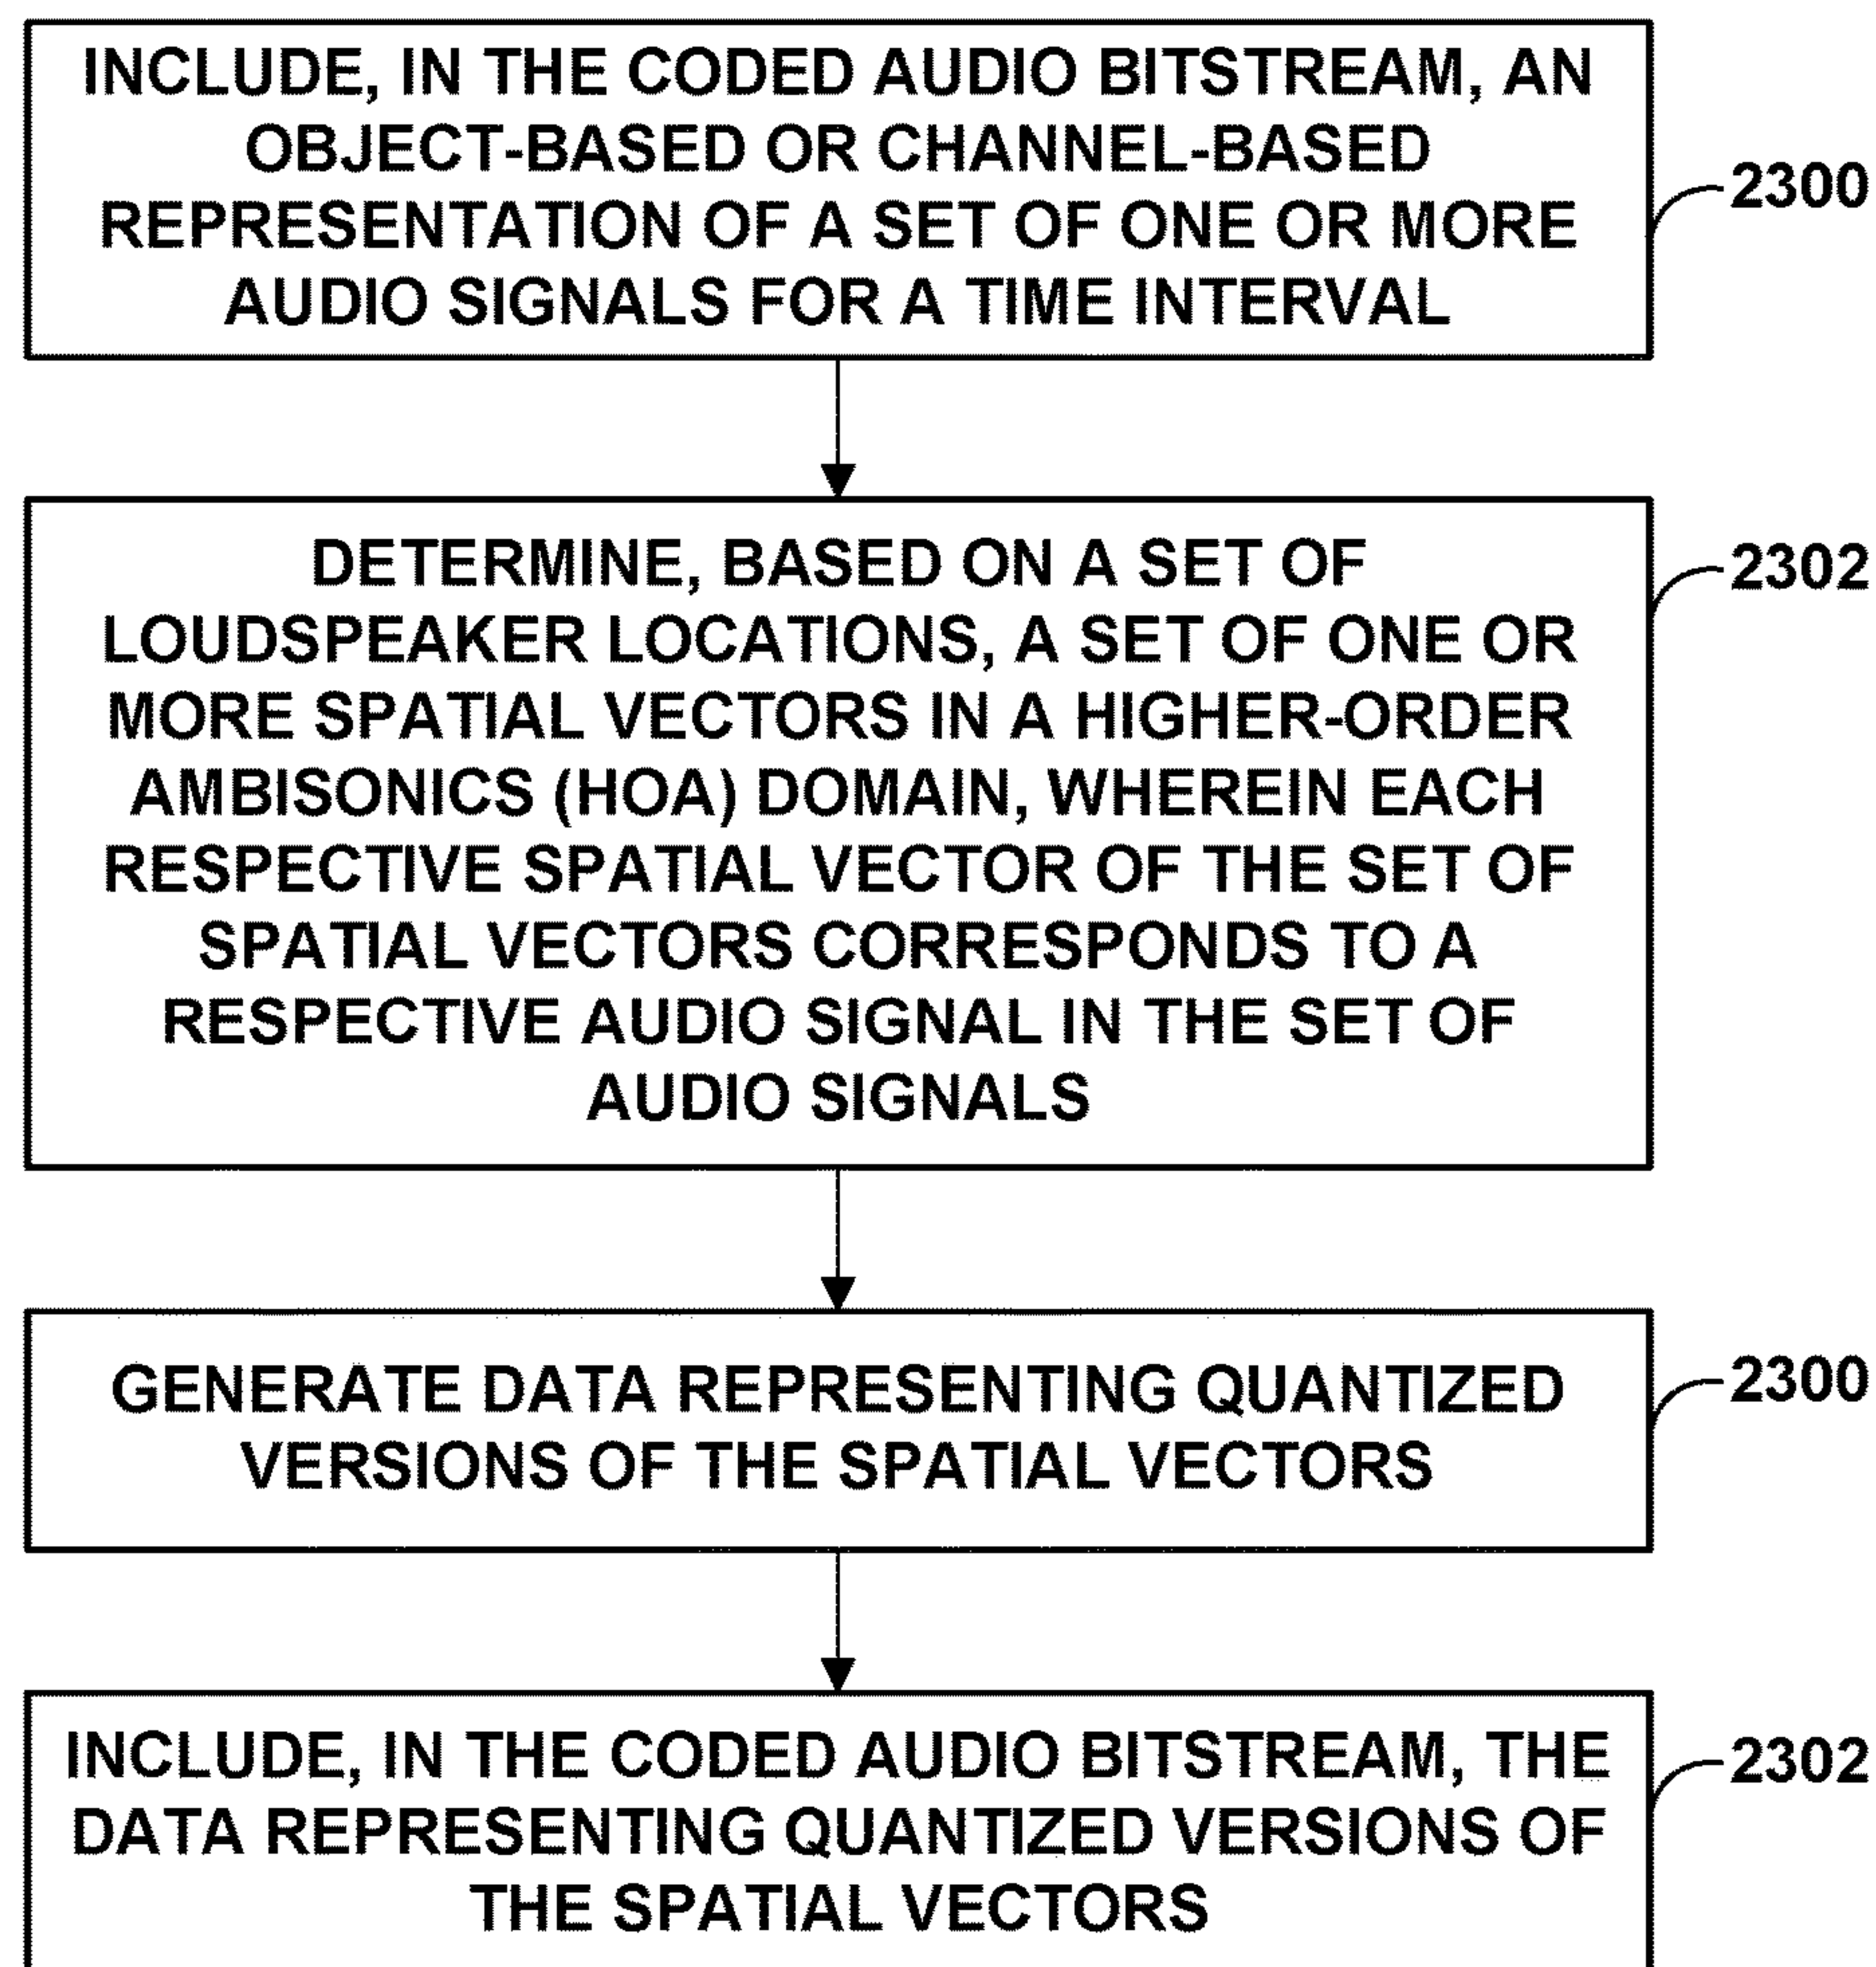 INCLUDE, IN THE CODED AUDIO BITSTREAM, AN
OBJECT-BASED OR CHANNEL-BASED
REPRESENTATION OF A SET OF ONE OR MORE
AUDIO SIGNALS FOR A TIME INTERVAL
2300
DETERMINE, BASED ON A SET OF
LOUDSPEAKER LOCATIONS, A SET OF ONE OR
MORE SPATIAL VECTORS IN A HIGHER-ORDER
AMBISONICS (HOA) DOMAIN, WHEREIN EACH
RESPECTIVE SPATIAL VECTOR OF THE SET OF
SPATIAL VECTORS CORRESPONDS TO A
RESPECTIVE AUDIO SIGNAL IN THE SET OF
AUDIO SIGNALS
2302
GENERATE DATA REPRESENTING QUANTIZED
VERSIONS OF THE SPATIAL VECTORS
2300
INCLUDE, IN THE CODED AUDIO BITSTREAM, THE
DATA REPRESENTING QUANTIZED VERSIONS OF
THE SPATIAL VECTORS
2302